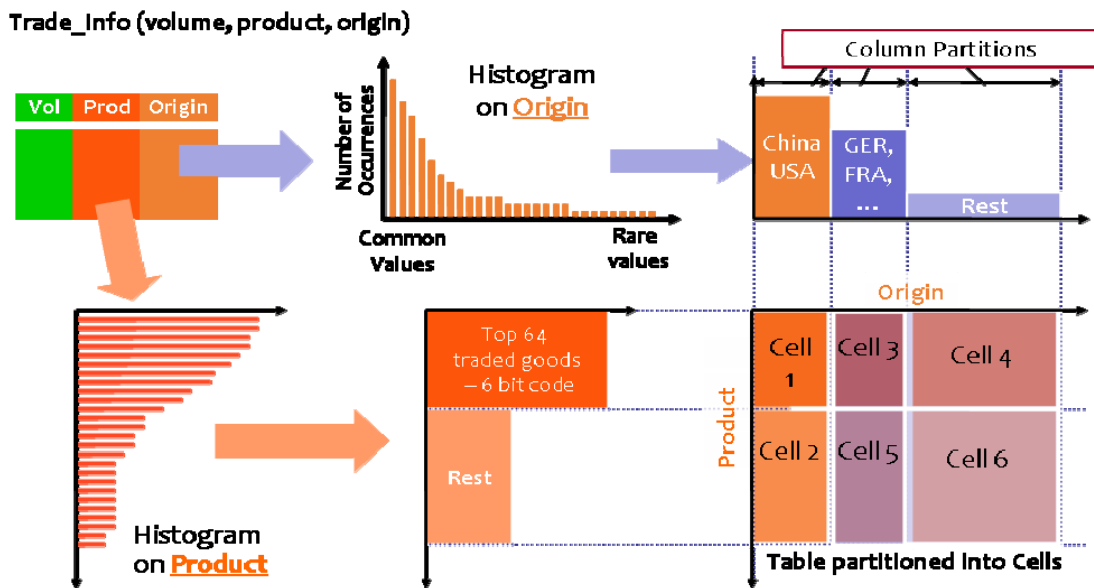 Trade_Info (volume, product, origin)
Column Partitions
Vol Prod Origin
Histogram
on Origin
Number of
Occurrences
China
USA
GER,
FRA,
...
Rest
Common
Values
Rare
values
Origin
Top 64
traded goods
– 6 bit code
Rest
Product
Cell
1
Cell 3
Cell 4
Cell 2
Cell 5
Cell 6
Histogram
on Product
Table partitioned into Cells